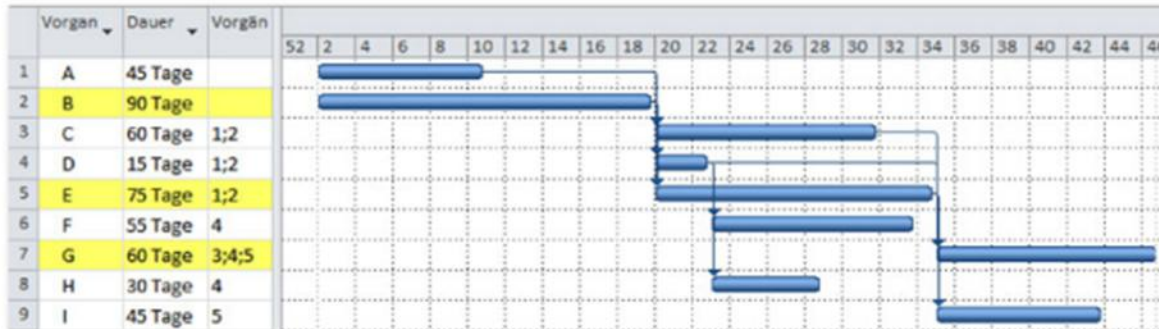 Vorgan Dauer Vorgän
52 2 4 6 8 10 12 14 16 18 20 22 24 26 28 30 32 34 36 38 40 42 44
1 A 45 Tage
2 B 90 Tage
3 C 60 Tage 1;2
4 D 15 Tage 1;2
5 E 75 Tage 1;2
6 F 55 Tage 4
7 G 60 Tage 3;4;5
8 H 30 Tage 4
9 I 45 Tage 5